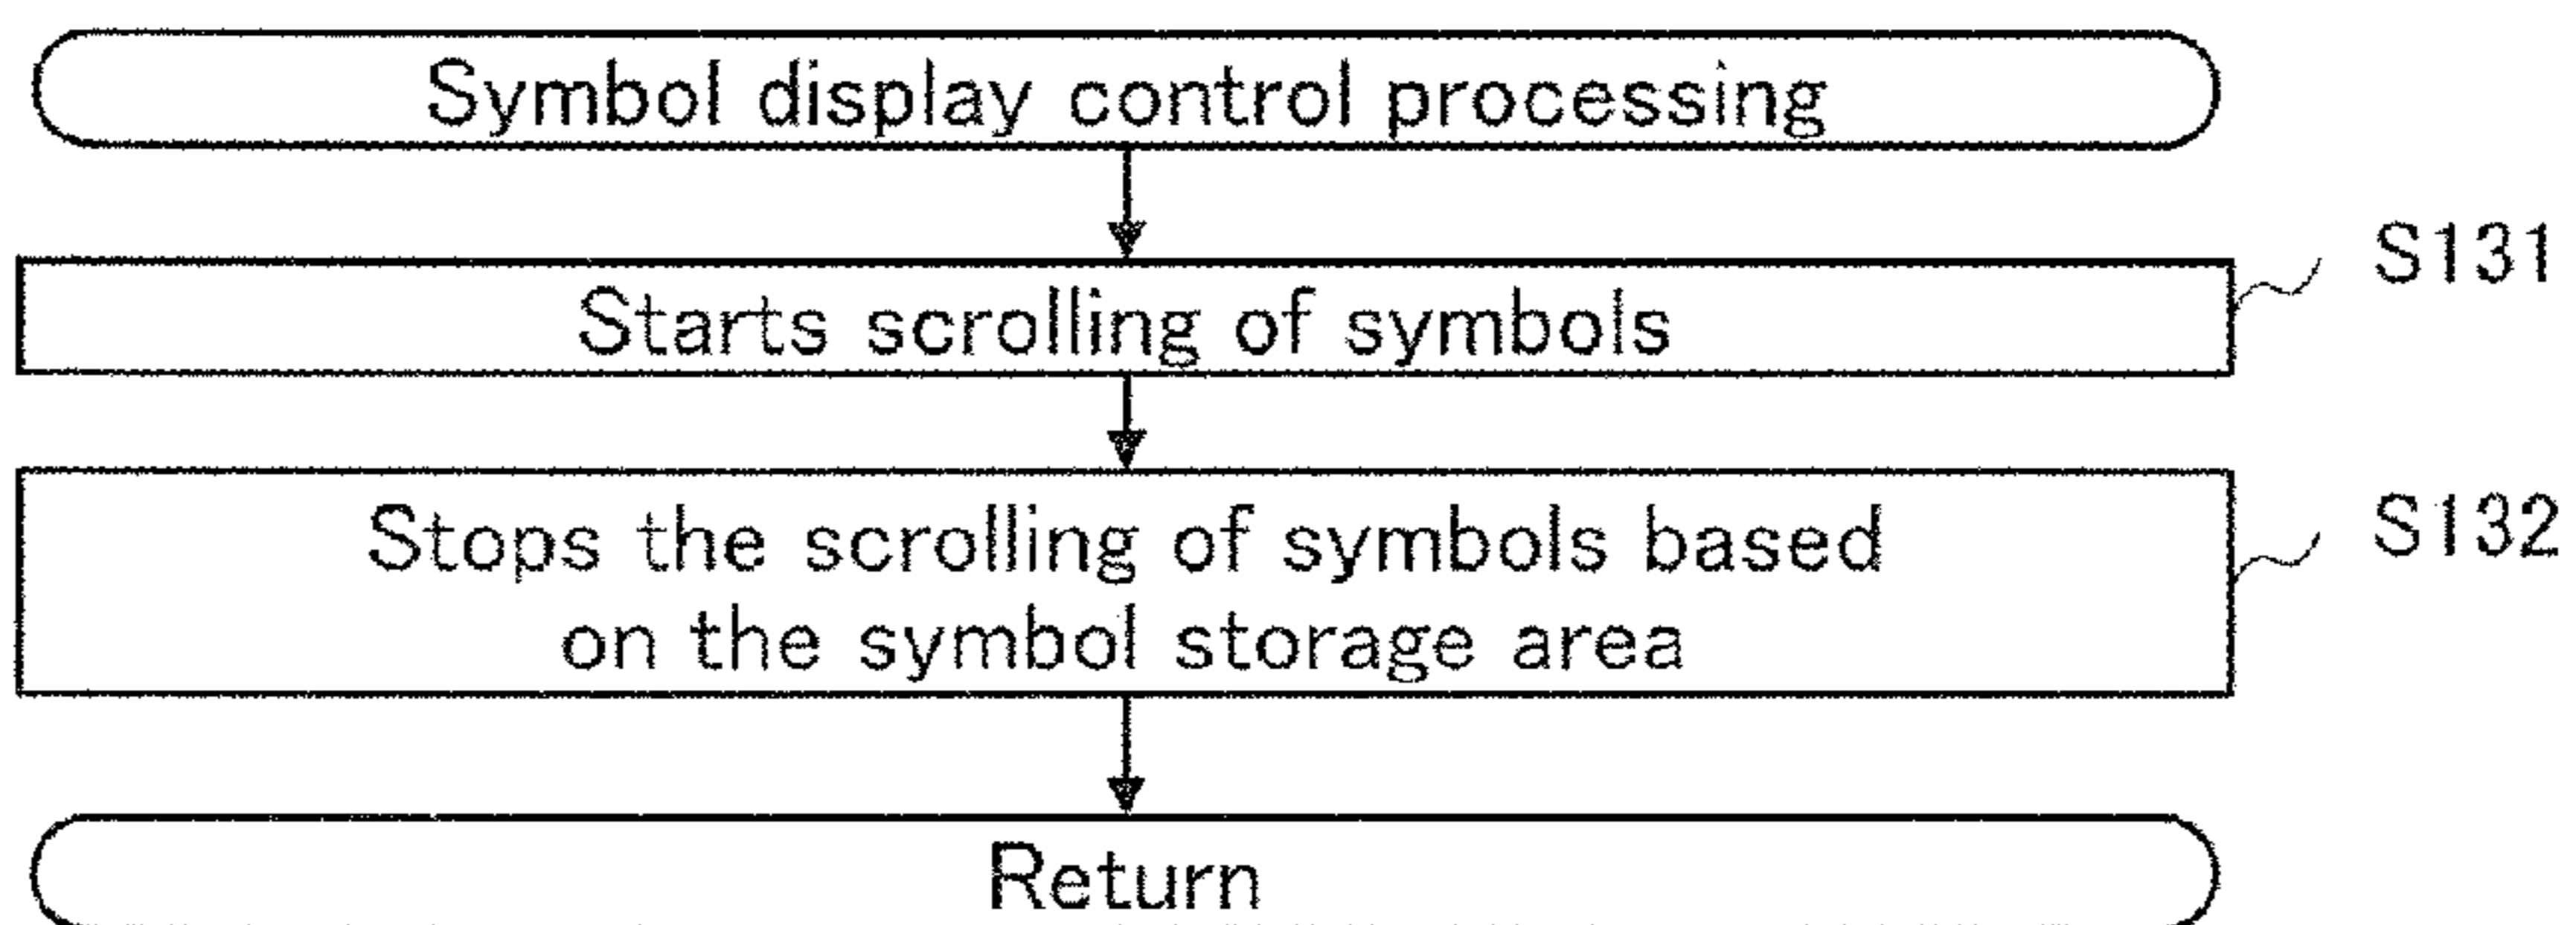 Symbol display control processing
S131
Starts scrolling of symbols
S132
Stops the scrolling of symbols based
on the symbol storage area
Return